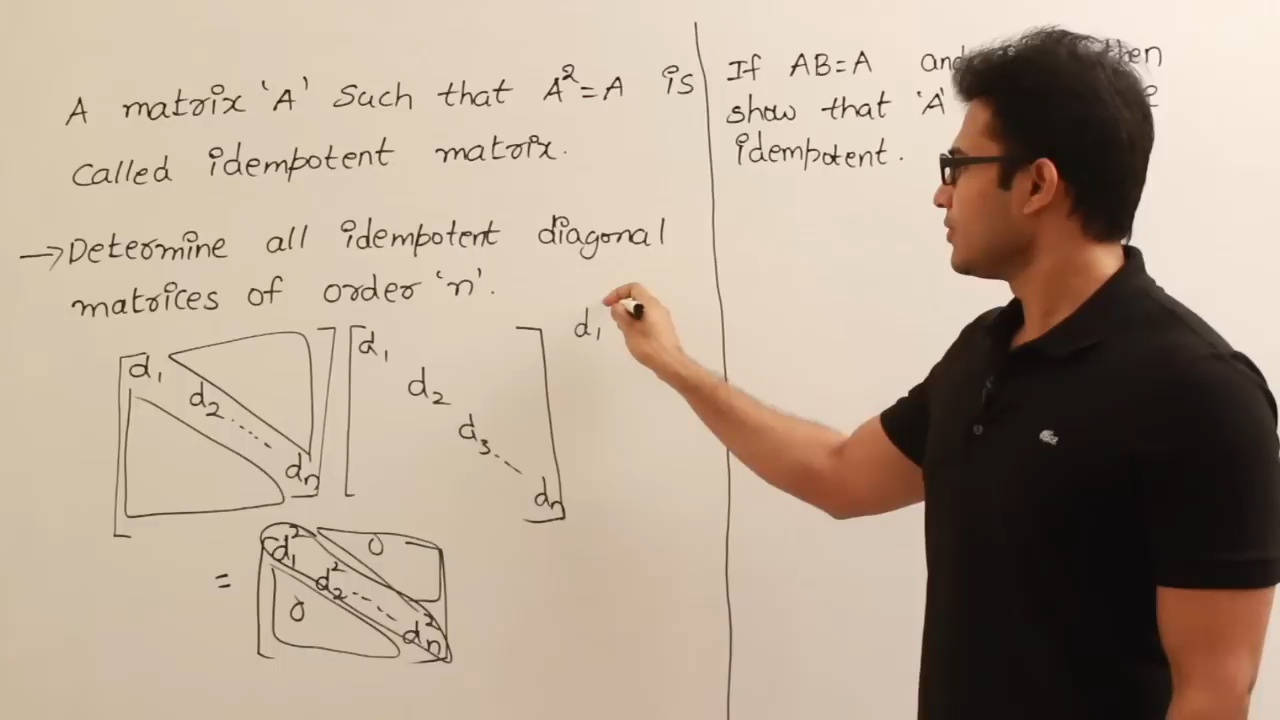 A matrix 'A' such that A²=A is
called idempotent matrix.
→ Determine all idempotent diagonal
matrices of order 'n'.
d₁
d₂ .....
dₙ
d₁
d₂
d₃ ---
dₙ
d₁
= d₁² 0
d₂² ----
0 dₙ²
If AB=A and then
show that 'A'
idempotent.